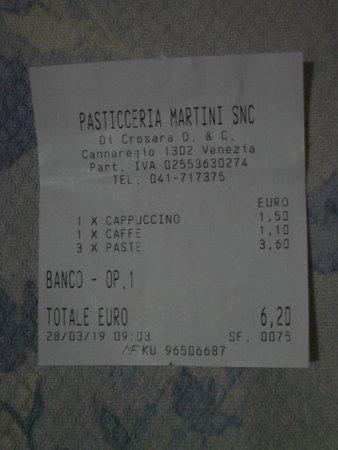 PASTICCERIA MARTINI SNC
Di Crosara D. & C.
Cannaregio 1302 Venezia
Part. IVA 02553630274
TEL. 041-717375
EURO
1 X CAPPUCCINO 1,50
1 X CAFFE 1,10
3 X PASTE 3,60
BANCO - OP.1
TOTALE EURO 6,20
28/03/19 09:03 SF. 0075
MF KU 96506687